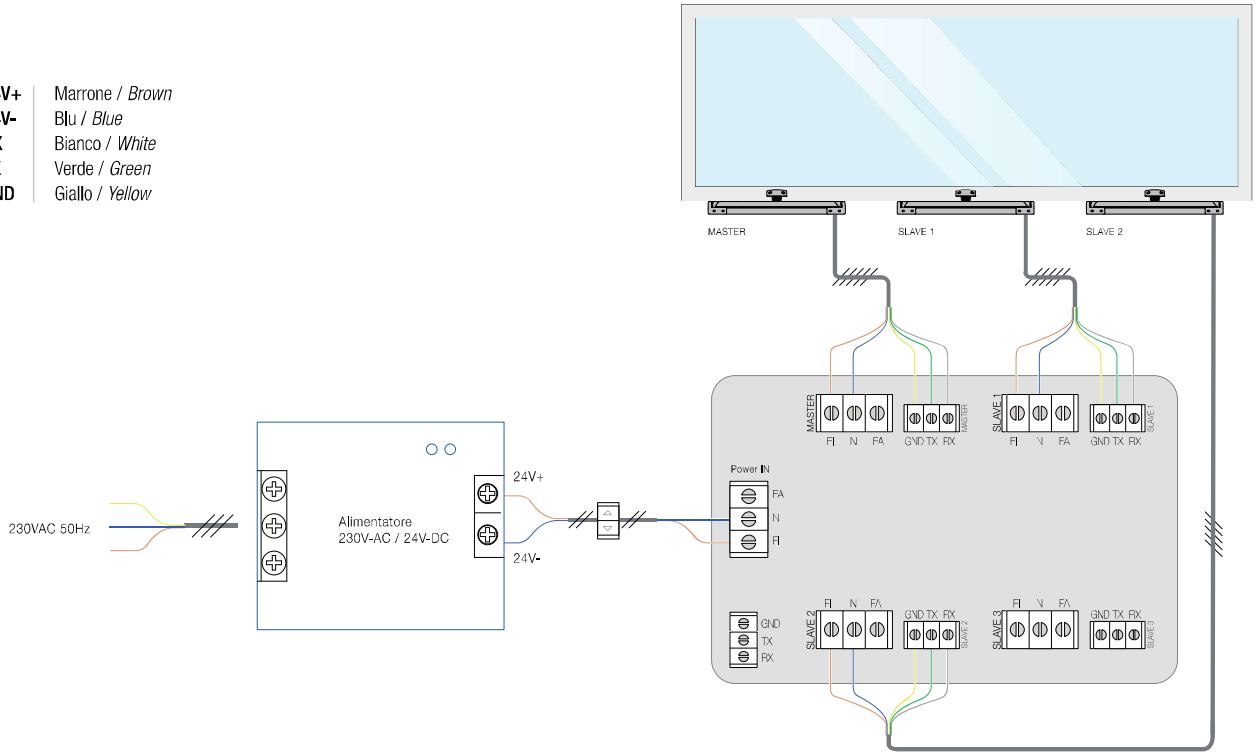 V+ Marrone / Brown
V- Blu / Blue
X Bianco / White
Verde / Green
ND Giallo / Yellow
MASTER
SLAVE 1
SLAVE 2
MASTER
FI N FA
GND TX RX
MASTER
SLAVE 1
FI N FA
GND TX RX
SLAVE 1
Power IN
FA
N
FI
230VAC 50Hz
Alimentatore
230V-AC / 24V-DC
24V+
24V-
GND
TX
RX
SLAVE 2
FI N FA
GND TX RX
SLAVE 2
SLAVE 3
FI N FA
GND TX RX
SLAVE 3